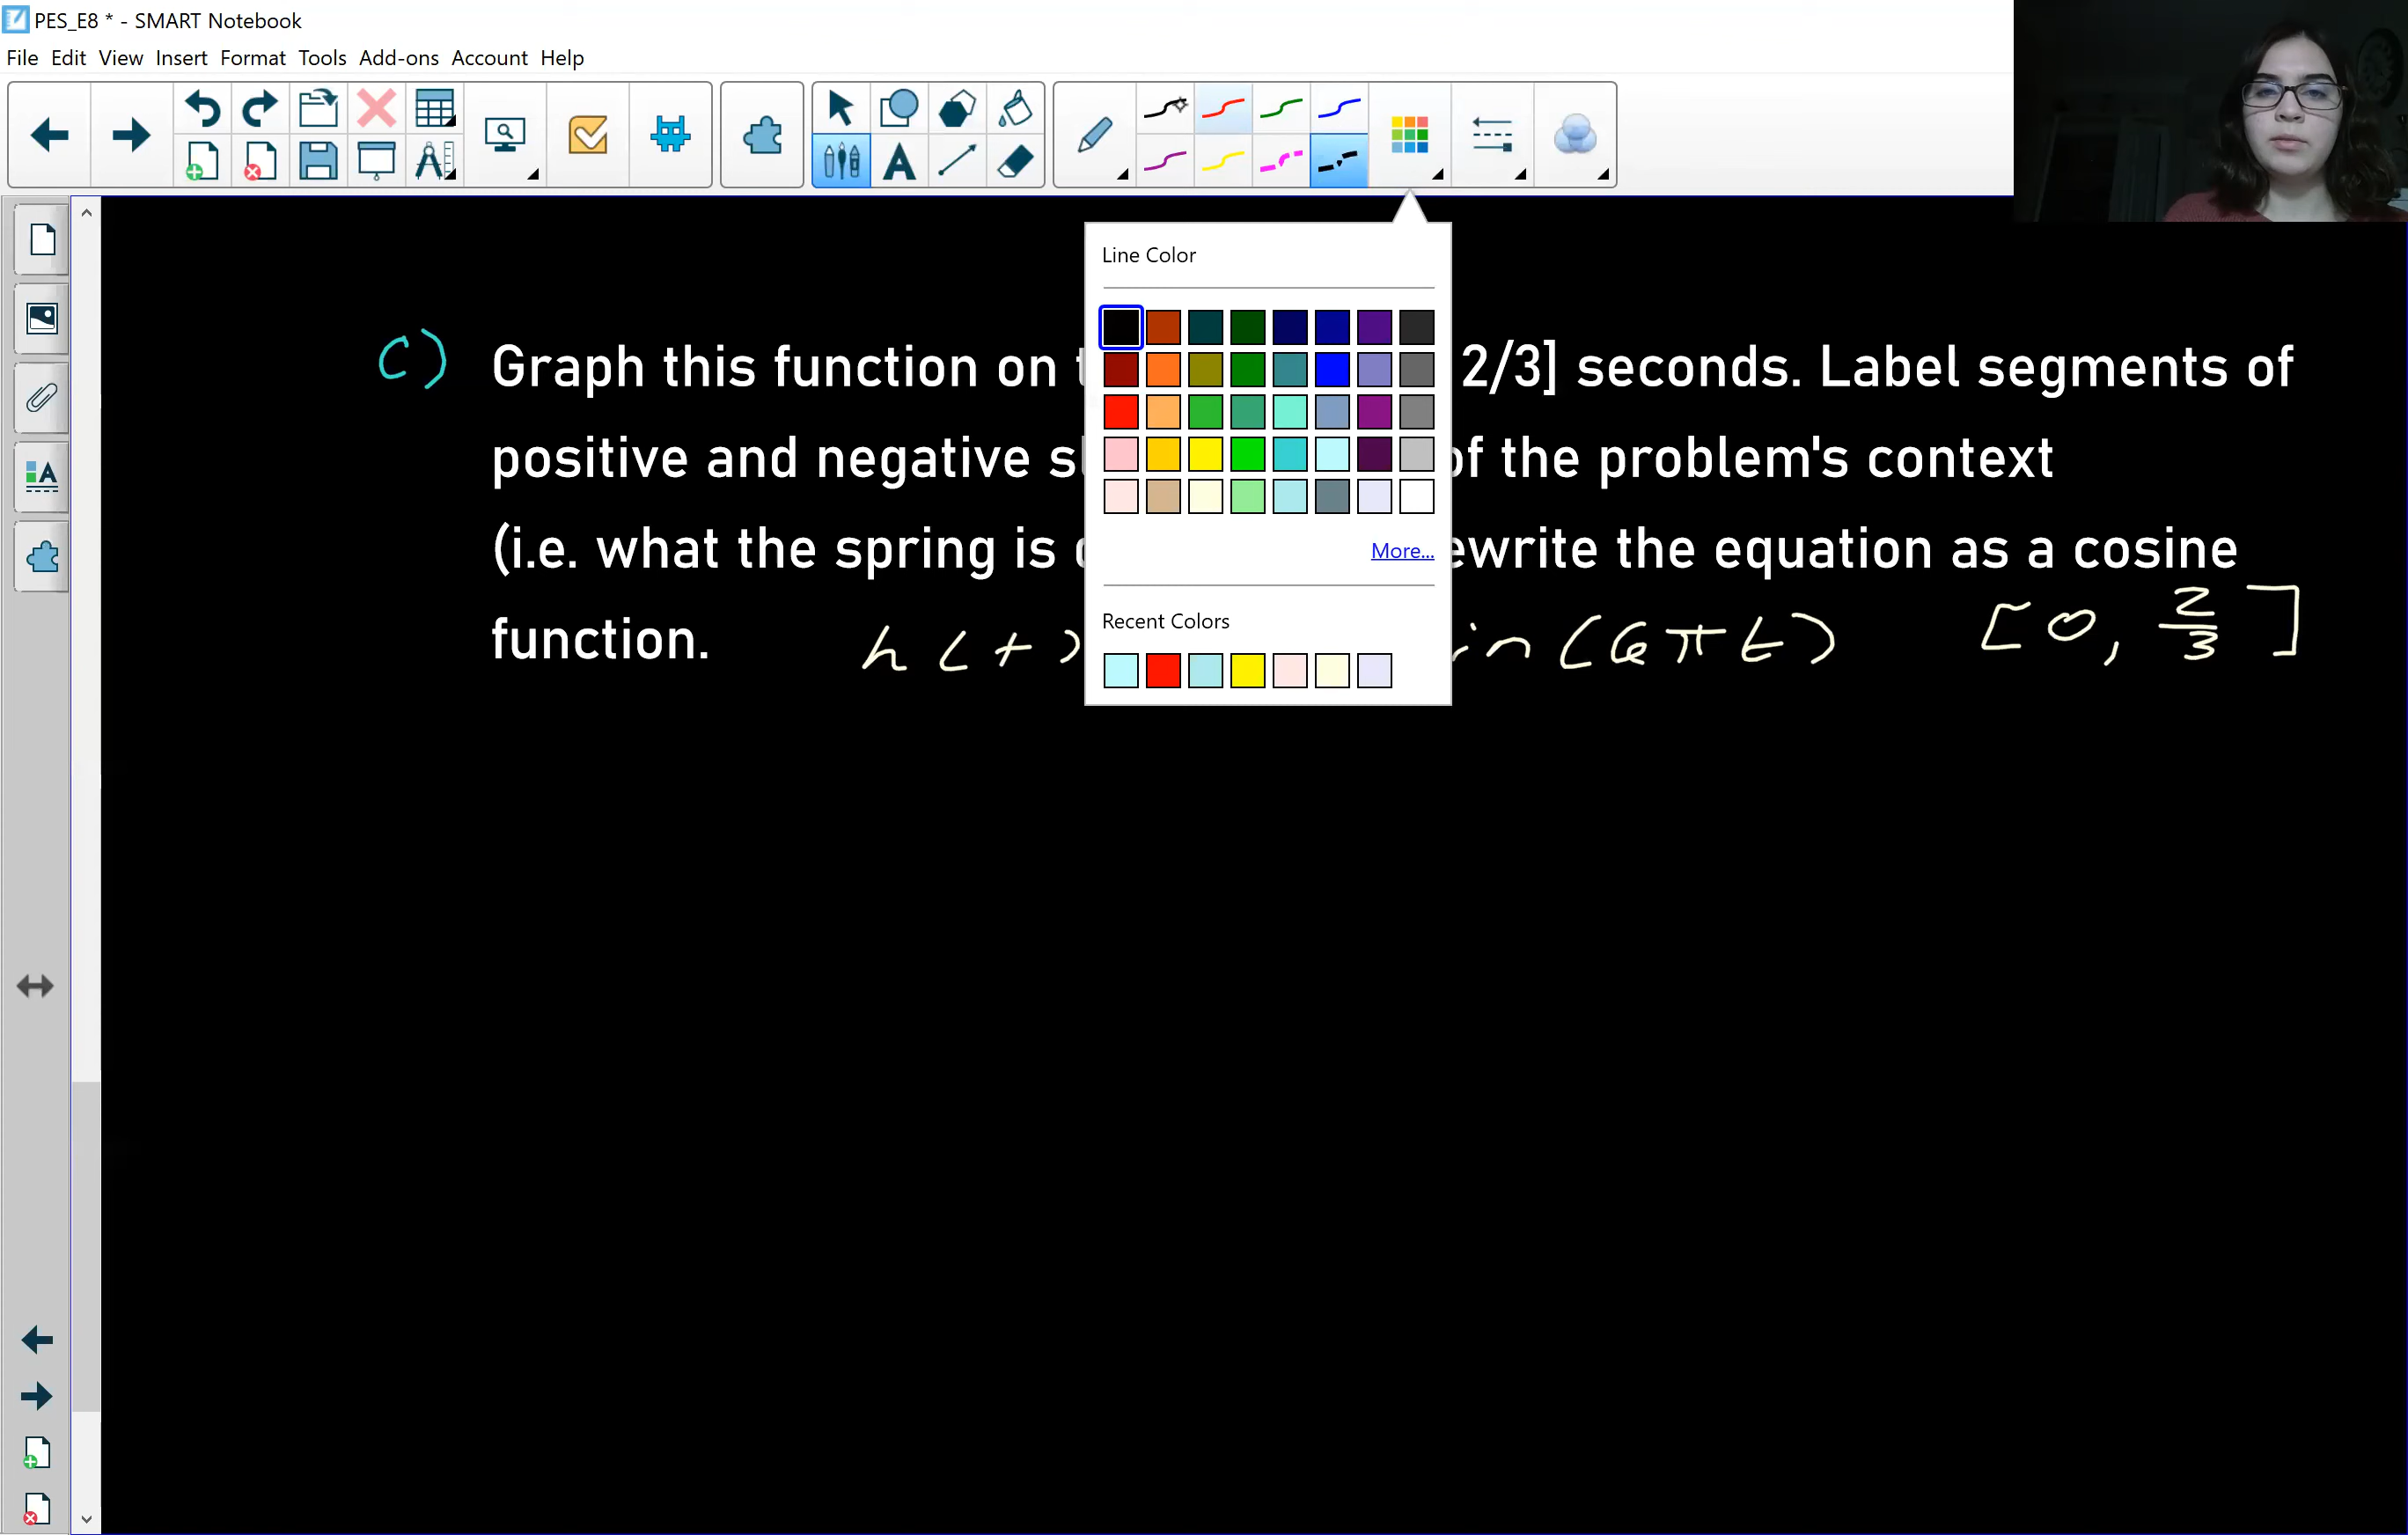 PES_E8 * - SMART Notebook
File Edit View Insert Format Tools Add-ons Account Help
Line Color
More...
Recent Colors
c) Graph this function on 2/3] seconds. Label segments of
positive and negative of the problem's context
(i.e. what the spring is the equation as a cosine
function. h(t) (6πt) [0, 2/3]